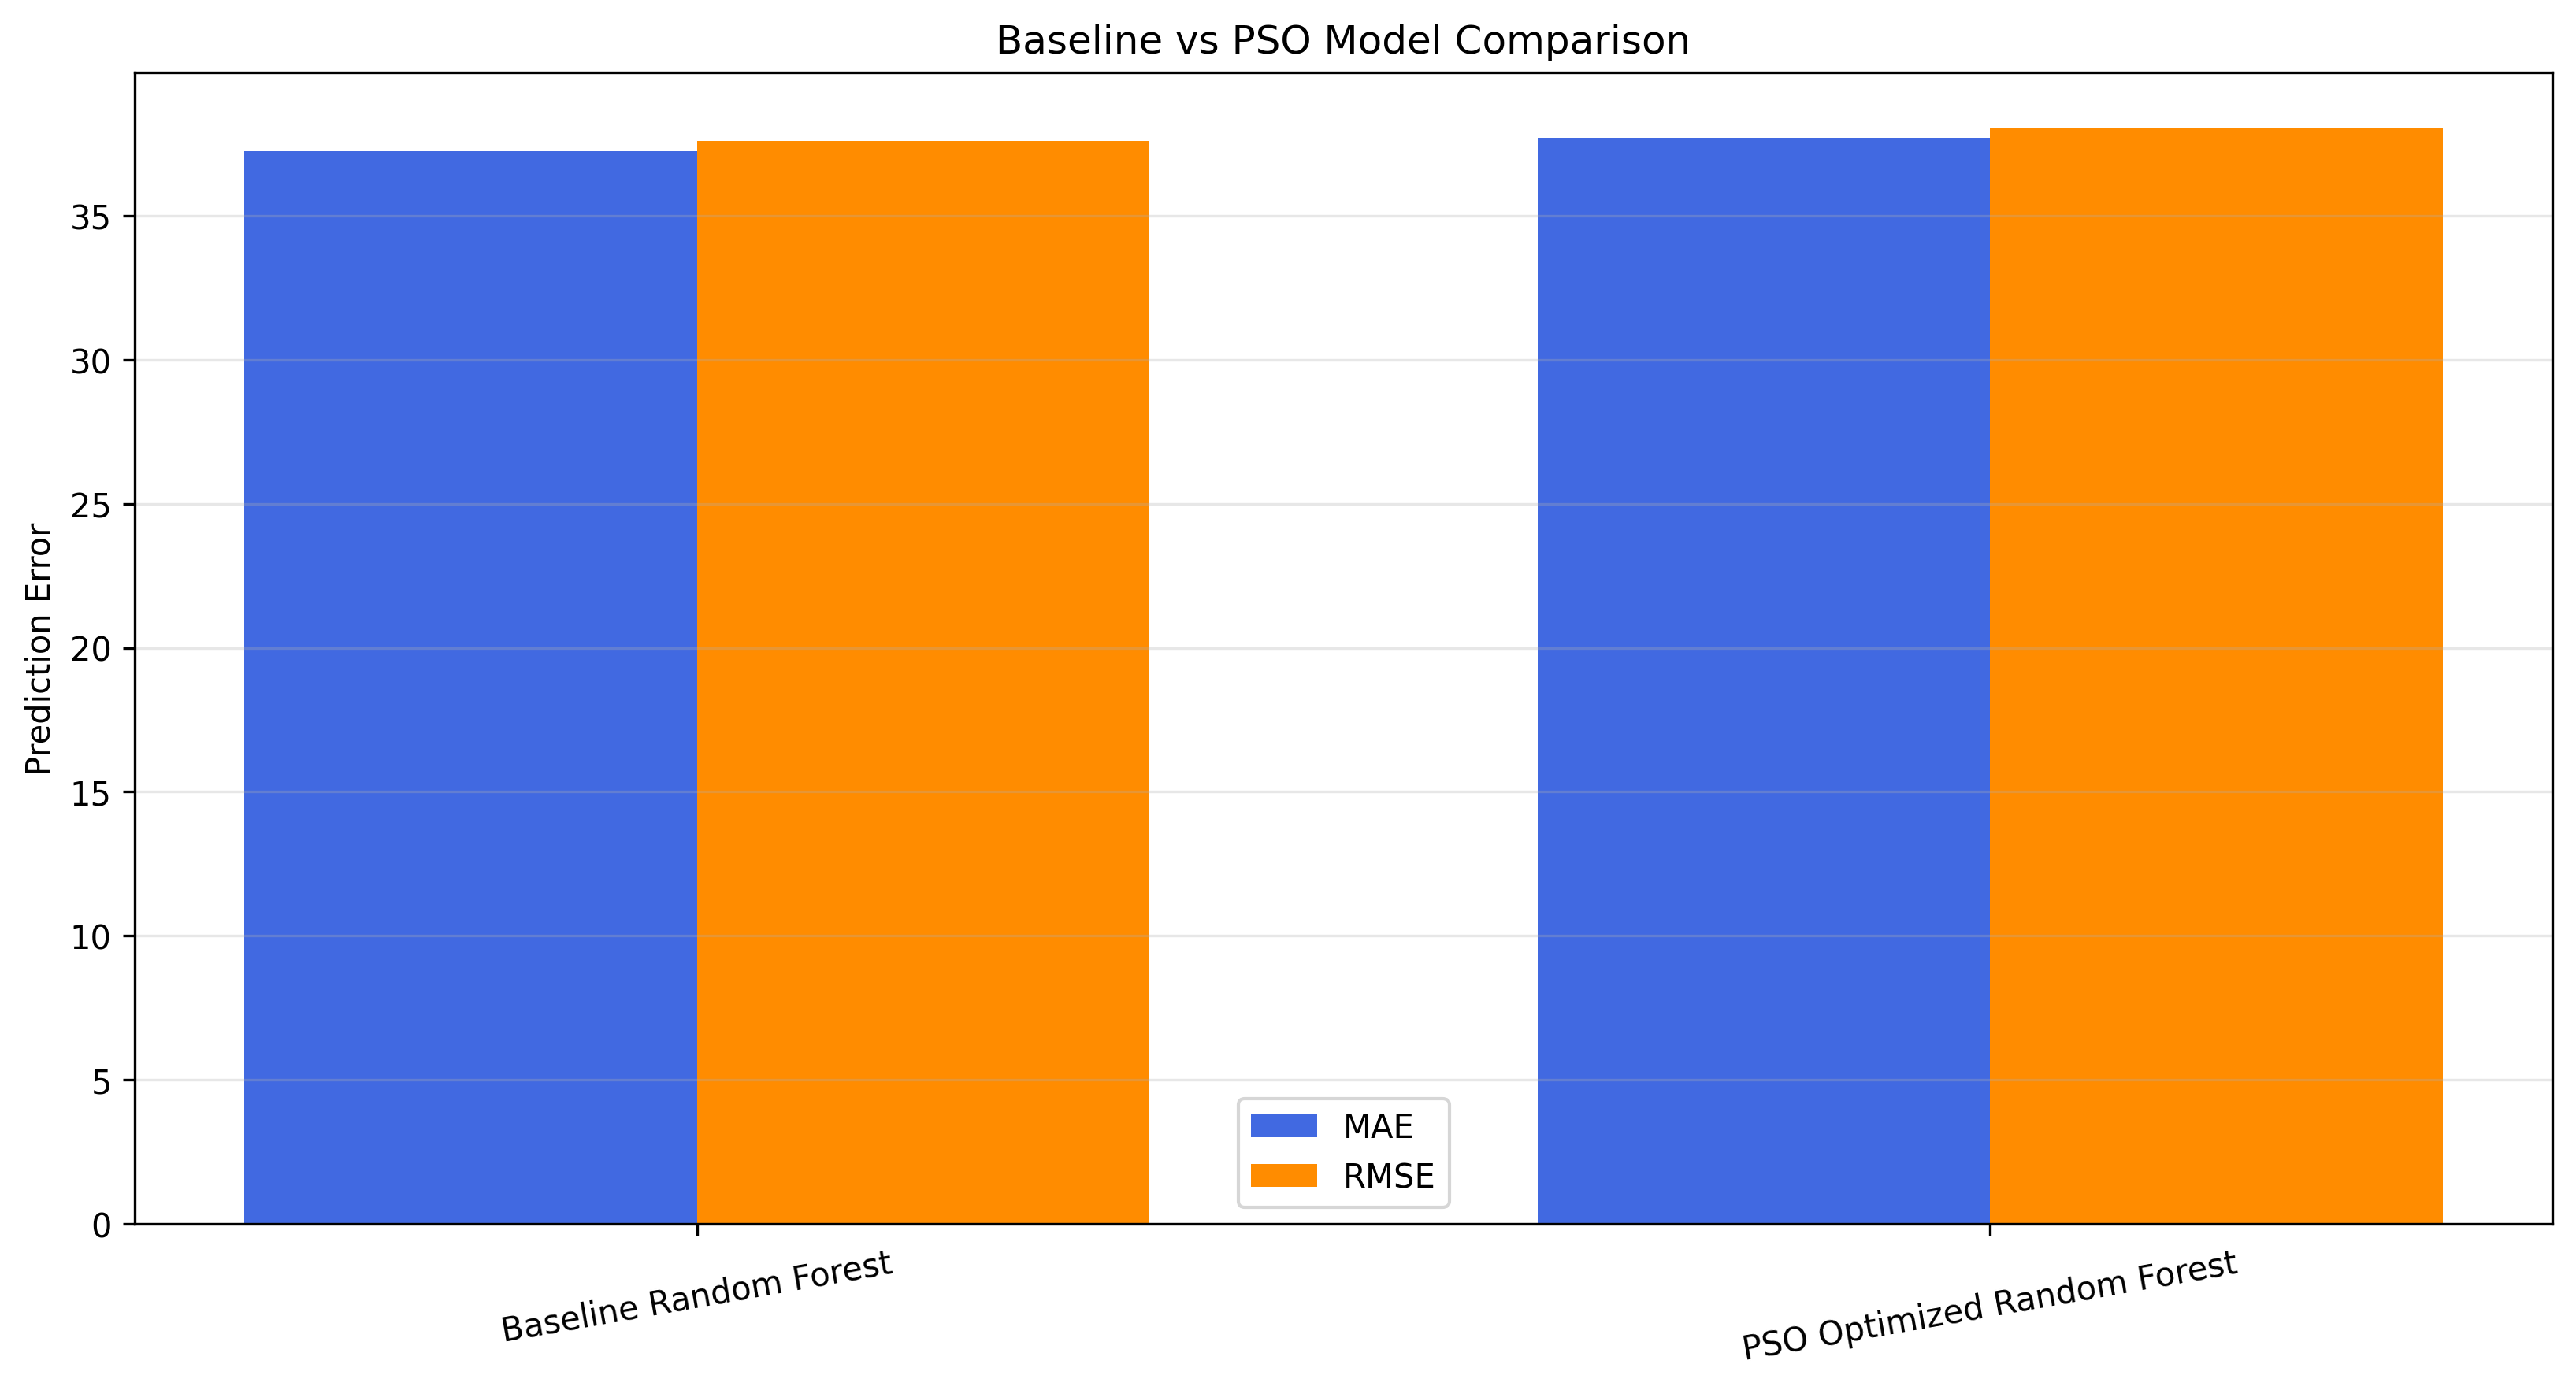 Baseline vs PSO Model Comparison
Prediction Error
35
30
25
20
15
10
5
0
MAE
RMSE
Baseline Random Forest
PSO Optimized Random Forest